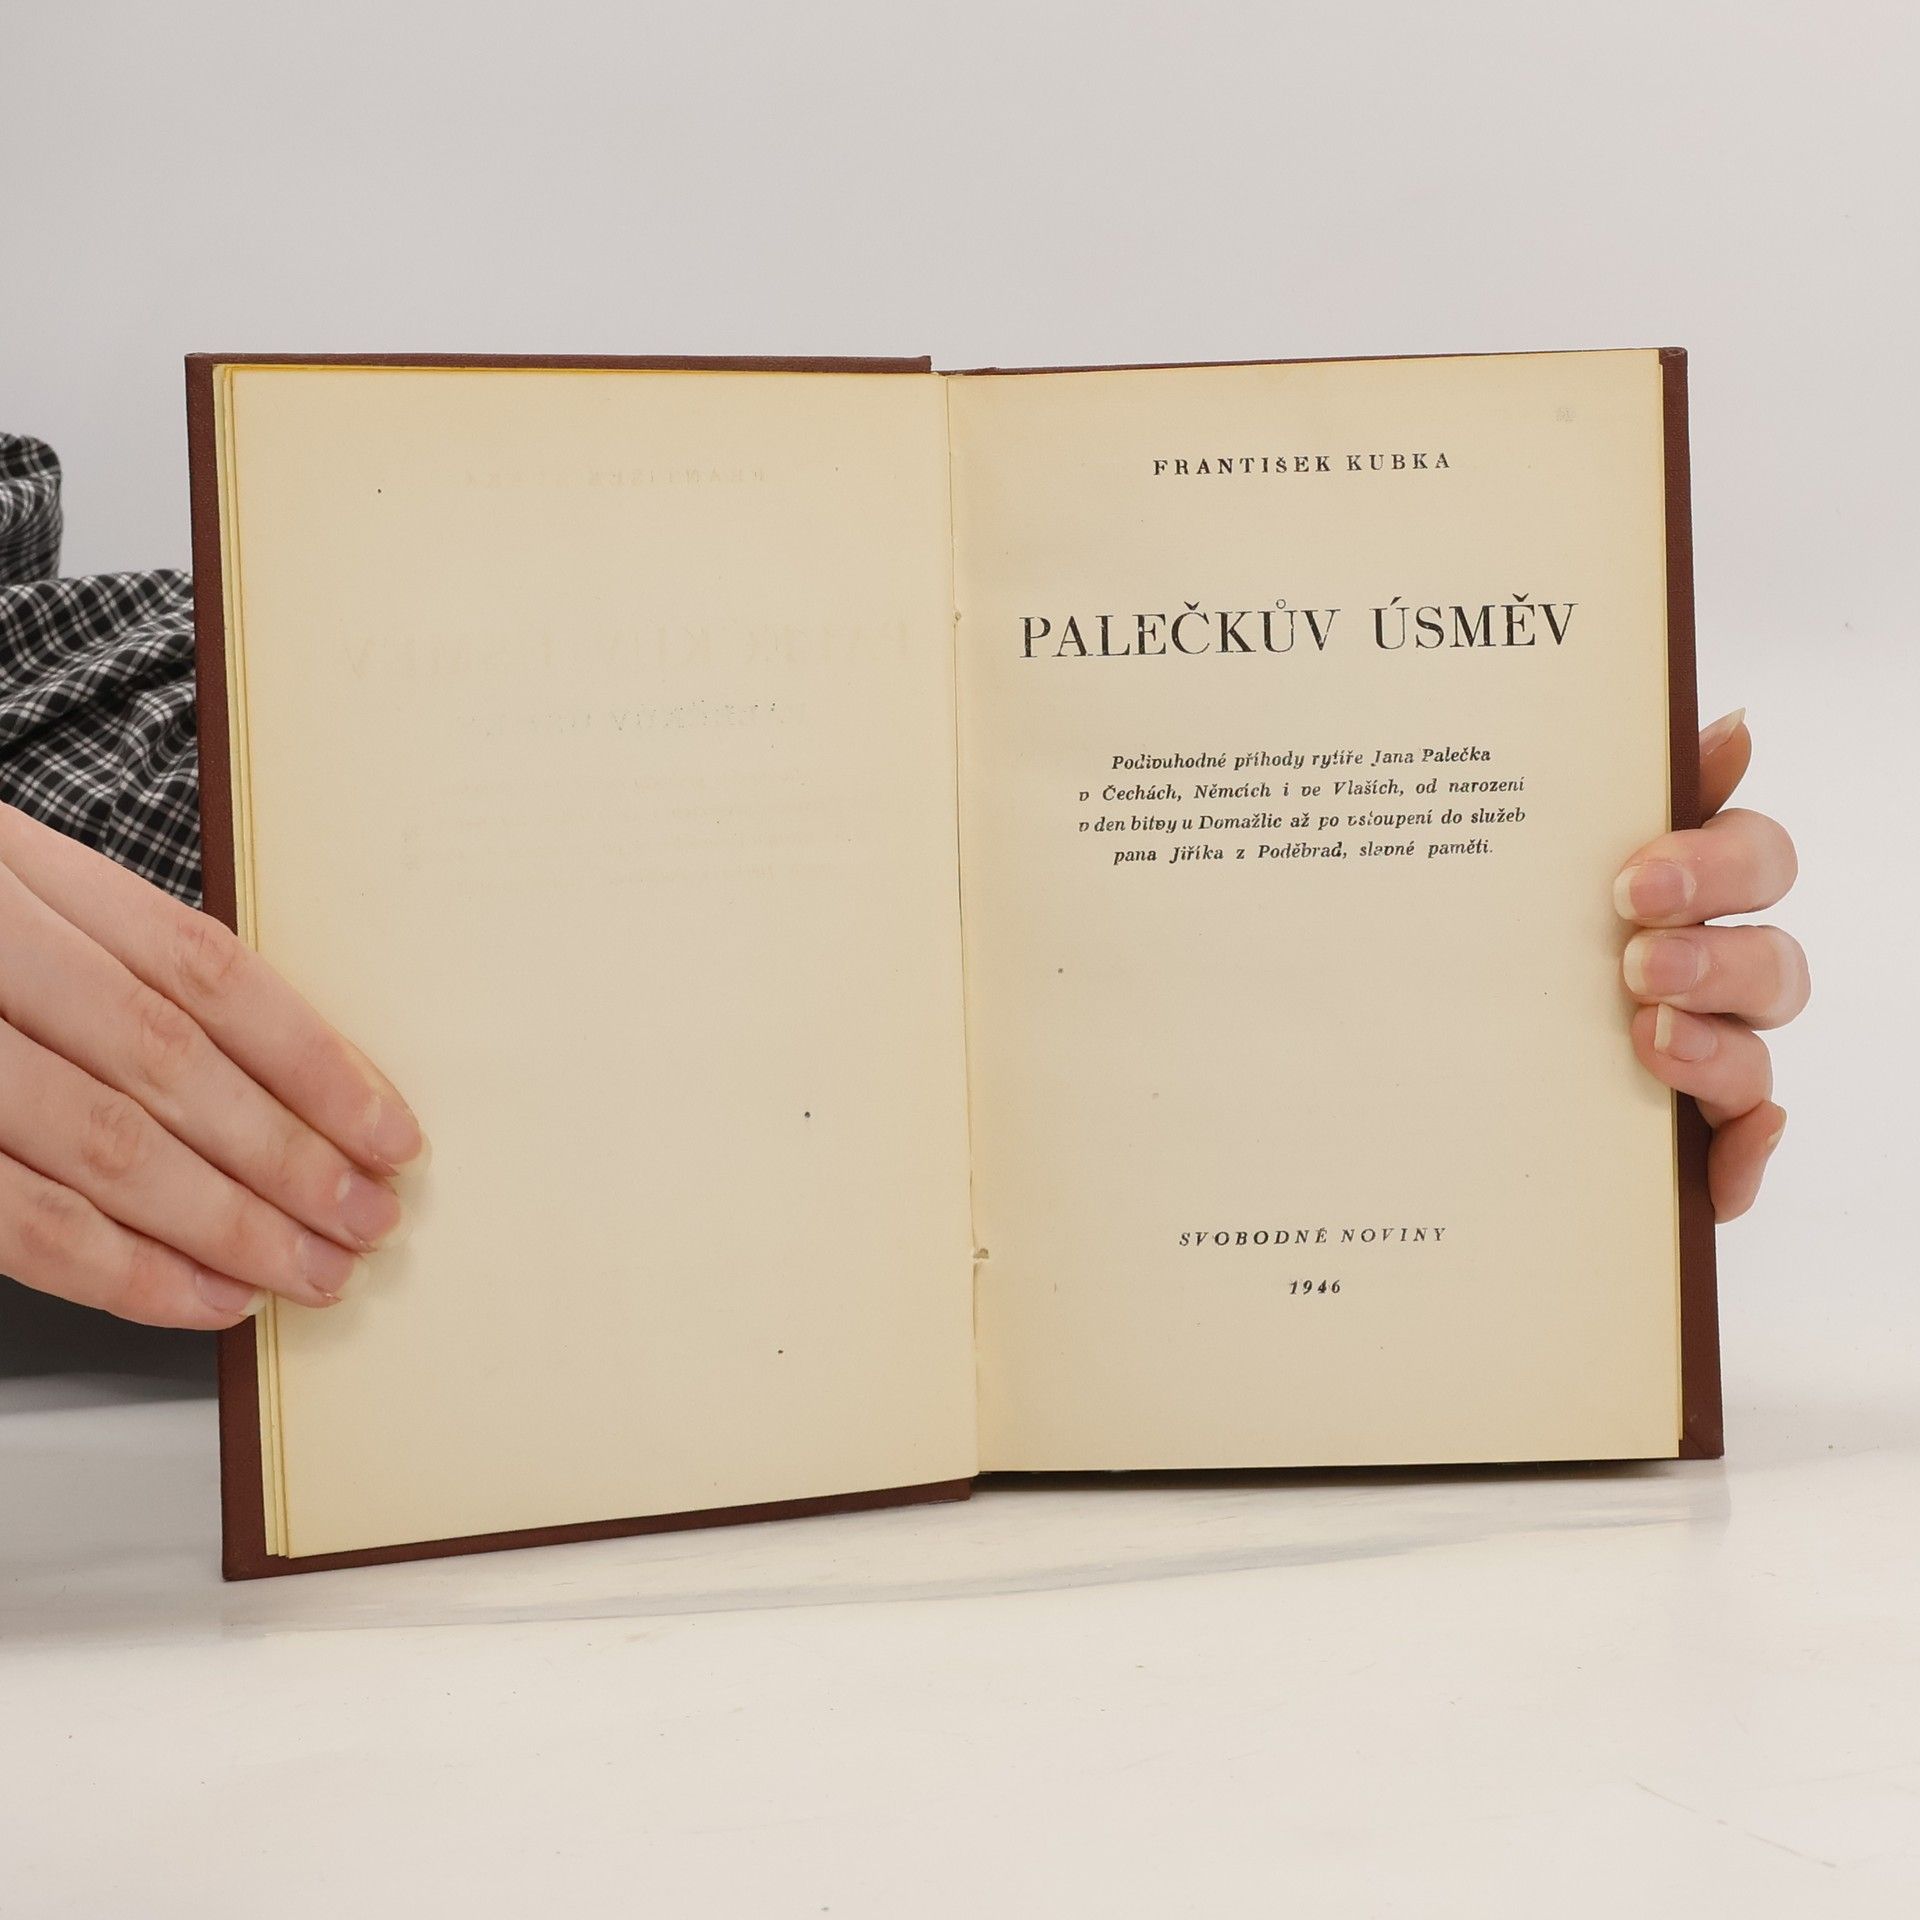 FRANTIŠEK KUBKA
PALEČKŮV ÚSMĚV
Podivuhodné příhody rytíře Jana Palečka
v Čechách, Němcích i ve Vlaších, od narození
v den bitvy u Domažlic až po vstoupení do služeb
pana Jiříka z Poděbrad, slavné paměti.
SVOBODNÉ NOVINY
1946